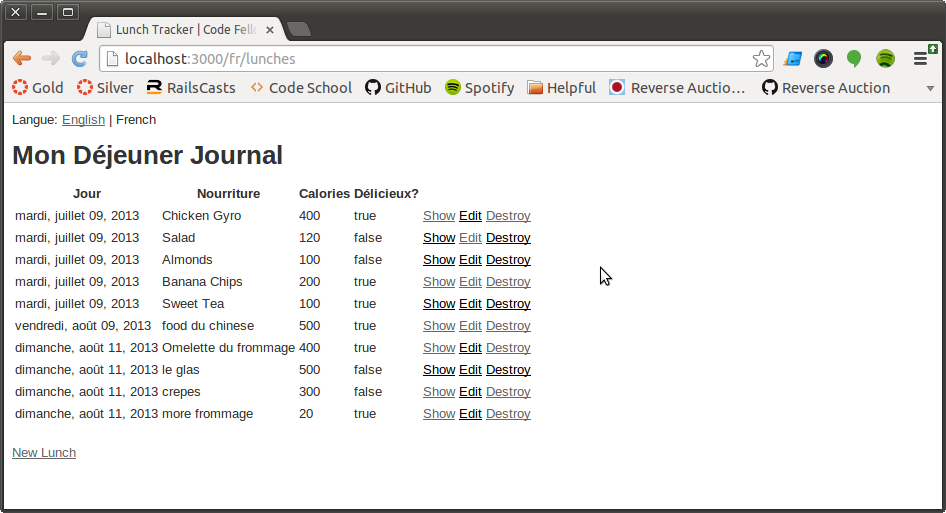 Lunch Tracker | Code Fell
localhost:3000/fr/lunches
Gold Silver RailsCasts Code School GitHub Spotify Helpful Reverse Auctio... Reverse Auction
Langue: English | French
Mon Déjeuner Journal
Jour Nourriture Calories Délicieux?
mardi, juillet 09, 2013 Chicken Gyro 400 true Show Edit Destroy
mardi, juillet 09, 2013 Salad 120 false Show Edit Destroy
mardi, juillet 09, 2013 Almonds 100 false Show Edit Destroy
mardi, juillet 09, 2013 Banana Chips 200 true Show Edit Destroy
mardi, juillet 09, 2013 Sweet Tea 100 true Show Edit Destroy
vendredi, août 09, 2013 food du chinese 500 true Show Edit Destroy
dimanche, août 11, 2013 Omelette du frommage 400 true Show Edit Destroy
dimanche, août 11, 2013 le glas 500 false Show Edit Destroy
dimanche, août 11, 2013 crepes 300 false Show Edit Destroy
dimanche, août 11, 2013 more frommage 20 true Show Edit Destroy
New Lunch